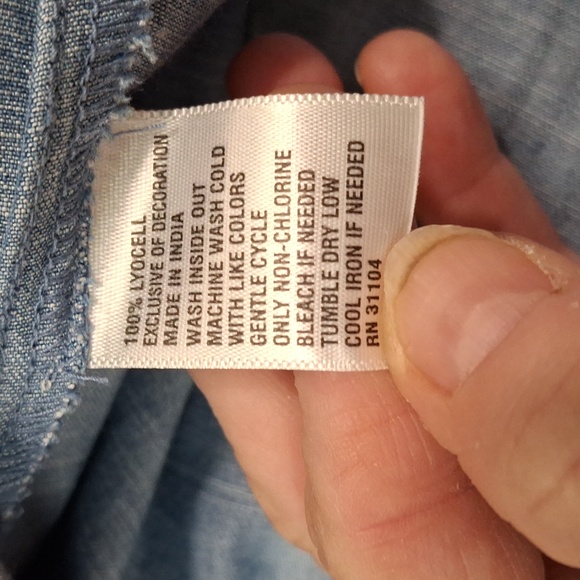 100% LYOCELL
EXCLUSIVE OF DECORATION
MADE IN INDIA
WASH INSIDE OUT
MACHINE WASH COLD
WITH LIKE COLORS
GENTLE CYCLE
ONLY NON-CHLORINE
BLEACH IF NEEDED
TUMBLE DRY LOW
COOL IRON IF NEEDED
RN 31104